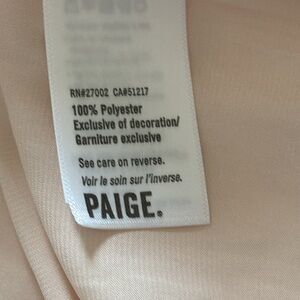 RN#27002 CA#51217
100% Polyester
Exclusive of decoration/
Garniture exclusive
See care on reverse.
Voir le soin sur l'inverse.
PAIGE.